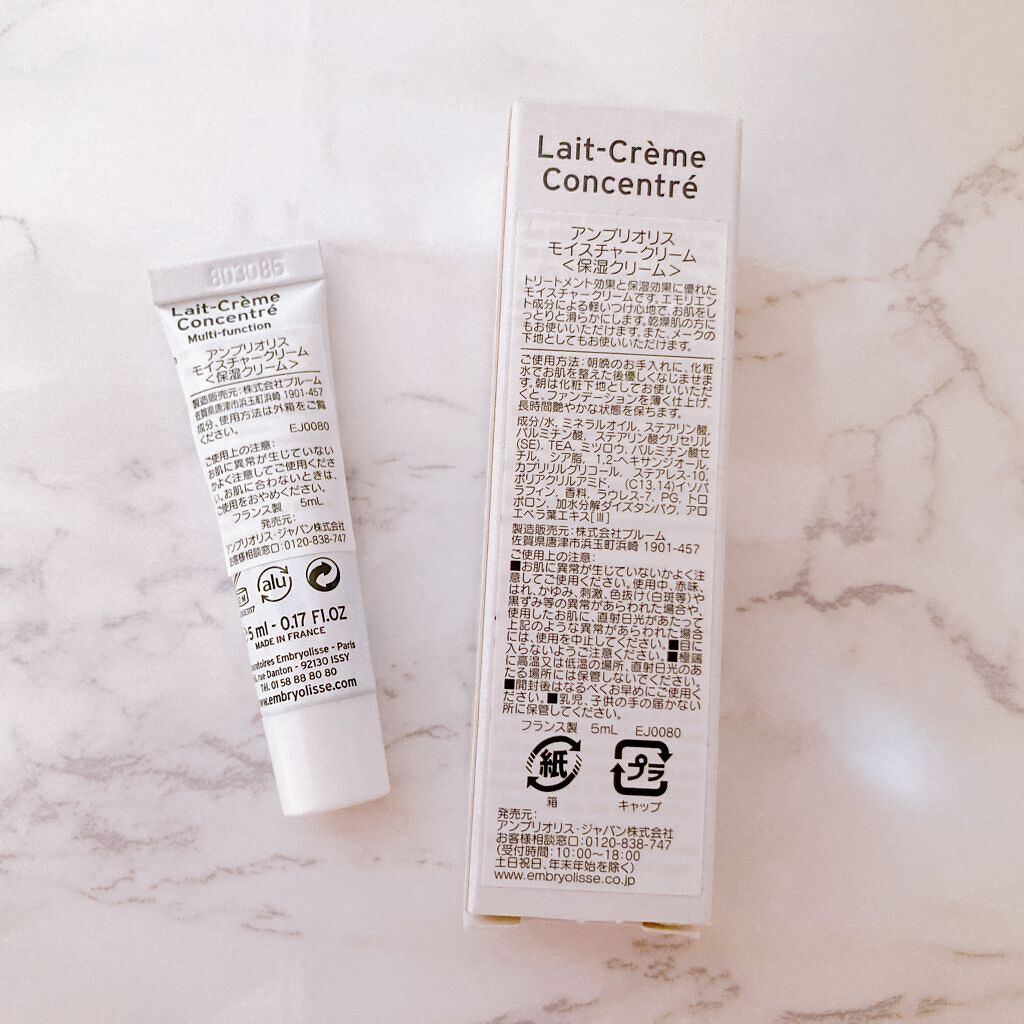 803086
Lait-Crème
Concentré
Multi-function
アンブリオリス
モイスチャークリーム
<保湿クリーム>
製造販売元:株式会社ブルーム
佐賀県唐津市浜玉町浜崎 1901-457
成分、使用方法は外箱をご覧
ください。 EJ0080
ご使用上の注意:
お肌に異常が生じていない
かよく注意してご使用くださ
い。お肌に合わないときは、
ご使用をおやめください。
フランス製 5mL
発売元:
アンブリオリス・ジャパン株式会社
お客様相談窓口:0120-838-747
alu
5 ml - 0.17 Fl.OZ
MADE IN FRANCE
Embryolisse - Paris
rue Danton - 92130 ISSY
Tél. 01 58 88 80 80
www.embryolisse.com
Lait-Crème
Concentré
アンブリオリス
モイスチャークリーム
<保湿クリーム>
トリートメント効果と保湿効果に優れた
モイスチャークリームです。エモリエン
ト成分による軽いつけ心地で、お肌をし
っとりと滑らかにします。乾燥肌の方に
もお使いいただけます。また、メークの
下地としてもお使いいただけます。
ご使用方法:朝晩のお手入れに、化粧
水でお肌を整えた後優しくなじませま
す。朝は化粧下地としてお使いいただ
くと、ファンデーションを薄く仕上げ、
長時間艶やかな状態を保ちます。
成分/水, ミネラルオイル, ステアリン酸,
パルミチン酸, ステアリン酸グリセリル
(SE), TEA, ミツロウ, パルミチン酸セ
チル, シア脂, 1,2-ヘキサンジオール,
カプリリルグリコール, ステアレス-10,
ポリアクリルアミド, (C13,14)イソパ
ラフィン, 香料, ラウレス-7, PG, トロ
ポロン, 加水分解ダイズタンパク, アロ
エベラ葉エキス[Ⅲ]
製造販売元:株式会社ブルーム
佐賀県唐津市浜玉町浜崎 1901-457
ご使用上の注意:
■お肌に異常が生じていないかよく注
意してご使用ください。使用中、赤味、
はれ、かゆみ、刺激、色抜け(白斑等)や
黒ずみ等の異常があらわれた場合や、
使用したお肌に、直射日光があたって
上記のような異常があらわれた場合
には、使用を中止してください。■目に
入らないようご注意ください。■極端
に高温又は低温の場所、直射日光のあ
たる場所には保管しないでください。
■開封後はなるべくお早めにご使用く
ださい。■乳児、子供の手の届かない
所に保管してください。
フランス製 5mL EJ0080
紙 プラ
箱 キャップ
発売元:
アンブリオリス・ジャパン株式会社
お客様相談窓口:0120-838-747
(受付時間:10:00〜18:00
土日祝日、年末年始を除く)
www.embryolisse.co.jp